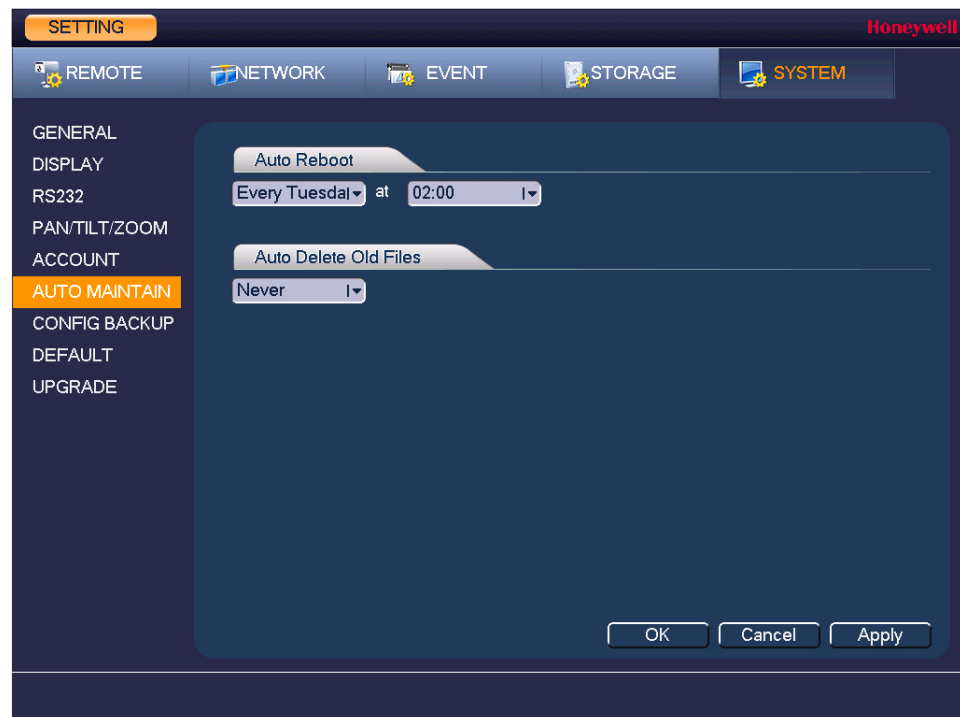 SETTING
Honeywell
REMOTE
NETWORK
EVENT
STORAGE
SYSTEM
GENERAL
DISPLAY
RS232
PAN/TILT/ZOOM
ACCOUNT
AUTO MAINTAIN
CONFIG BACKUP
DEFAULT
UPGRADE
Auto Reboot
Every Tuesda at 02:00
Auto Delete Old Files
Never
OK Cancel Apply